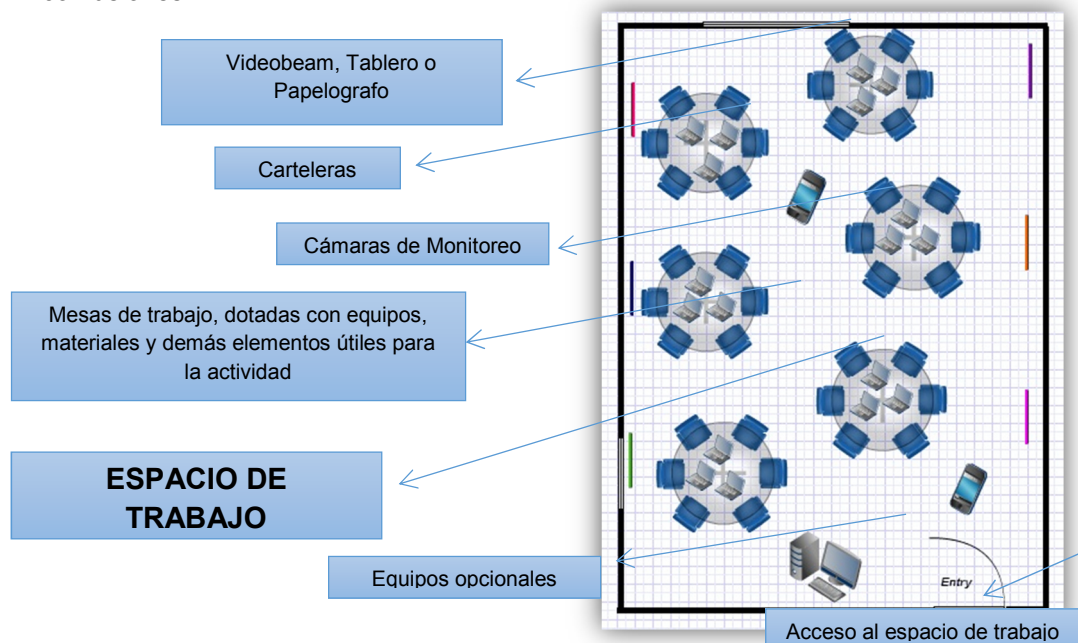 Videobeam, Tablero o
Papelografo
Carteleras
Cámaras de Monitoreo
Mesas de trabajo, dotadas con equipos,
materiales y demás elementos útiles para
la actividad
ESPACIO DE
TRABAJO
Equipos opcionales
Entry
Acceso al espacio de trabajo